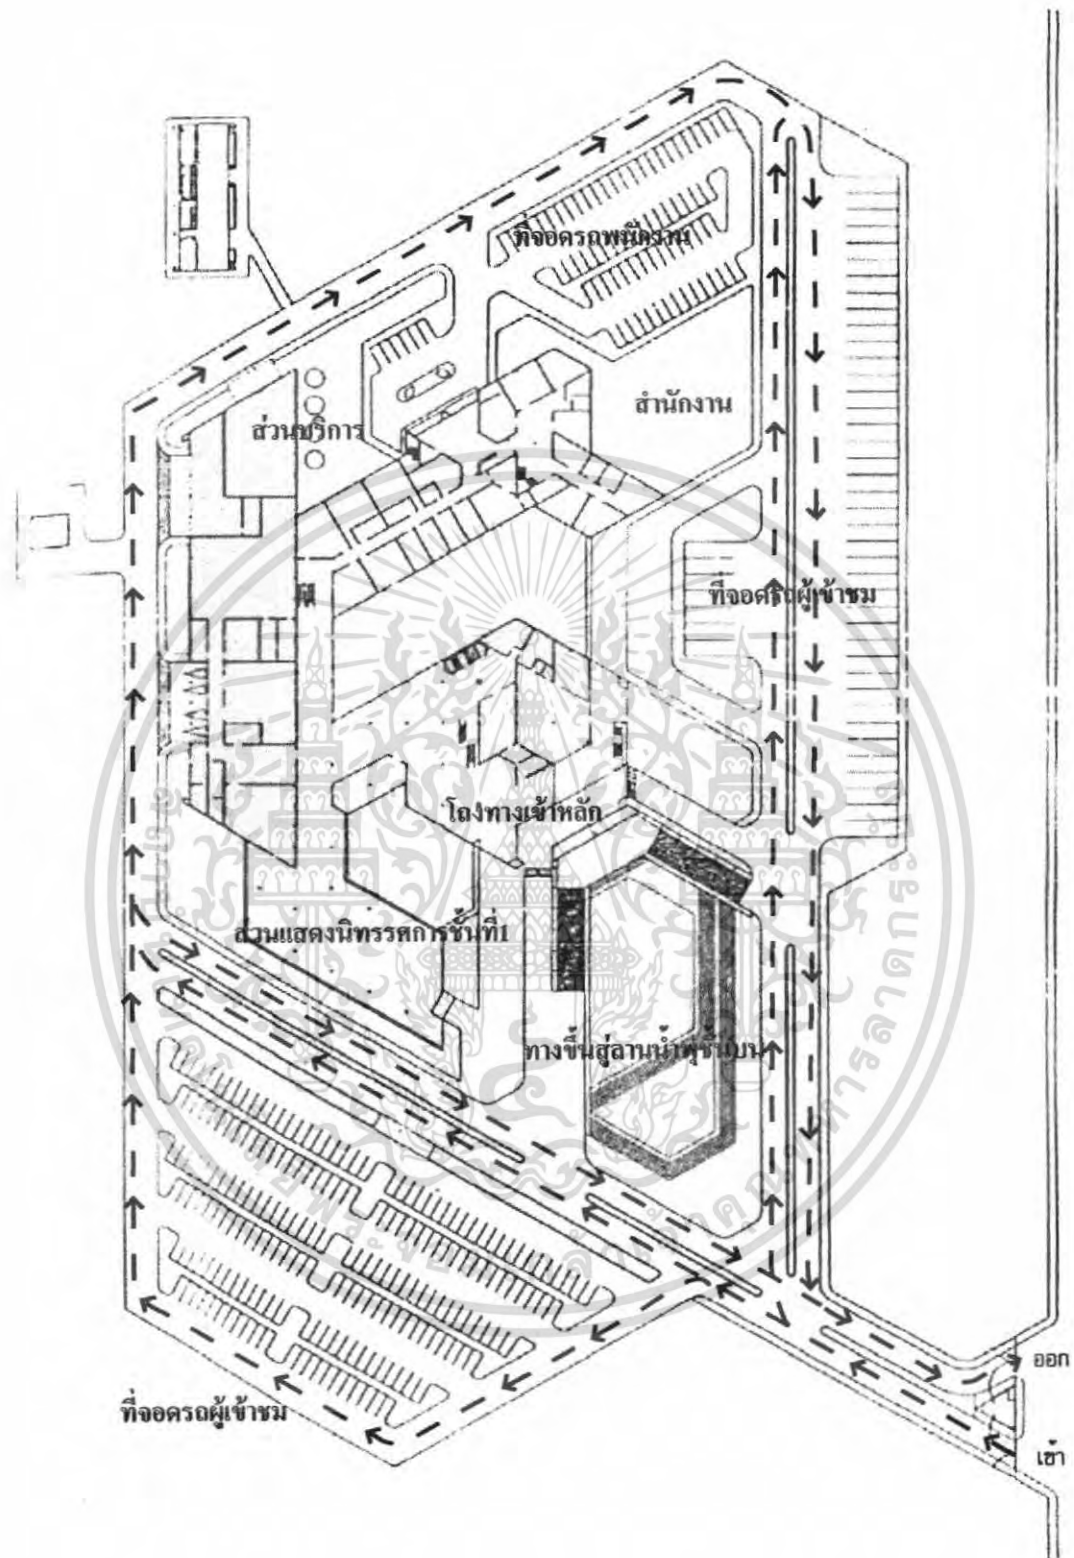 ที่จอดรถพนักงาน
สำนักงาน
ส่วนบริการ
ที่จอดรถผู้เข้าชม
โถงทางเข้าหลัก
ส่วนแสดงนิทรรศการชั้นที่1
ทางขึ้นสู่ลานน้ำพุชั้นบน
ออก
ที่จอดรถผู้เข้าชม
เข้า